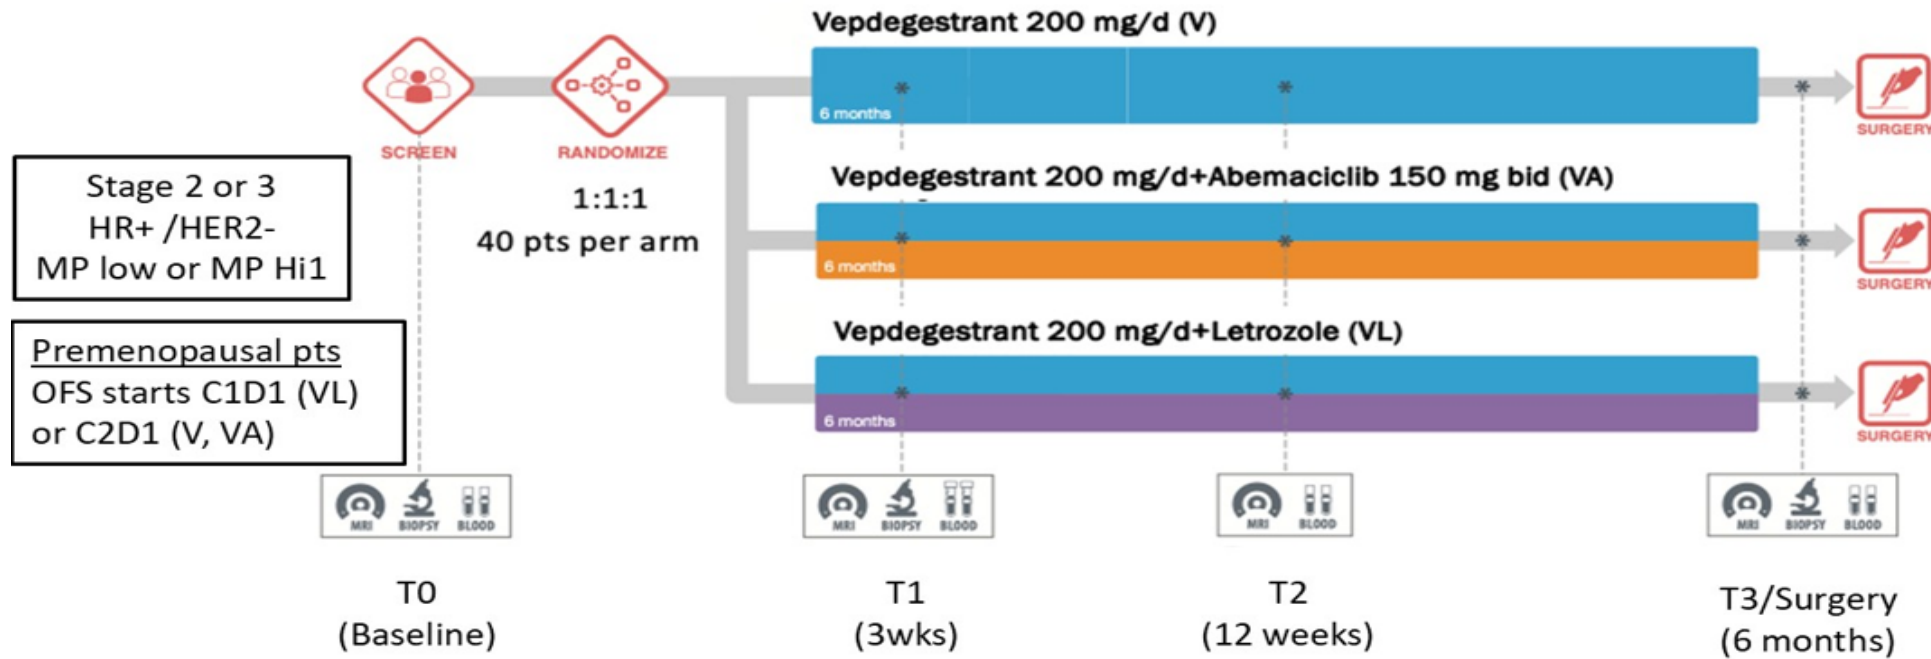 Vepdegestrant 200 mg/d (V)
6 months
SURGERY
SCREEN
RANDOMIZE
1:1:1
40 pts per arm
Stage 2 or 3
HR+ /HER2-
MP low or MP Hi1
Vepdegestrant 200 mg/d+Abemaciclib 150 mg bid (VA)
6 months
SURGERY
Premenopausal pts
OFS starts C1D1 (VL)
or C2D1 (V, VA)
Vepdegestrant 200 mg/d+Letrozole (VL)
6 months
SURGERY
MRI BIOPSY BLOOD
MRI BIOPSY BLOOD
MRI BLOOD
MRI BIOPSY BLOOD
T0
(Baseline)
T1
(3wks)
T2
(12 weeks)
T3/Surgery
(6 months)